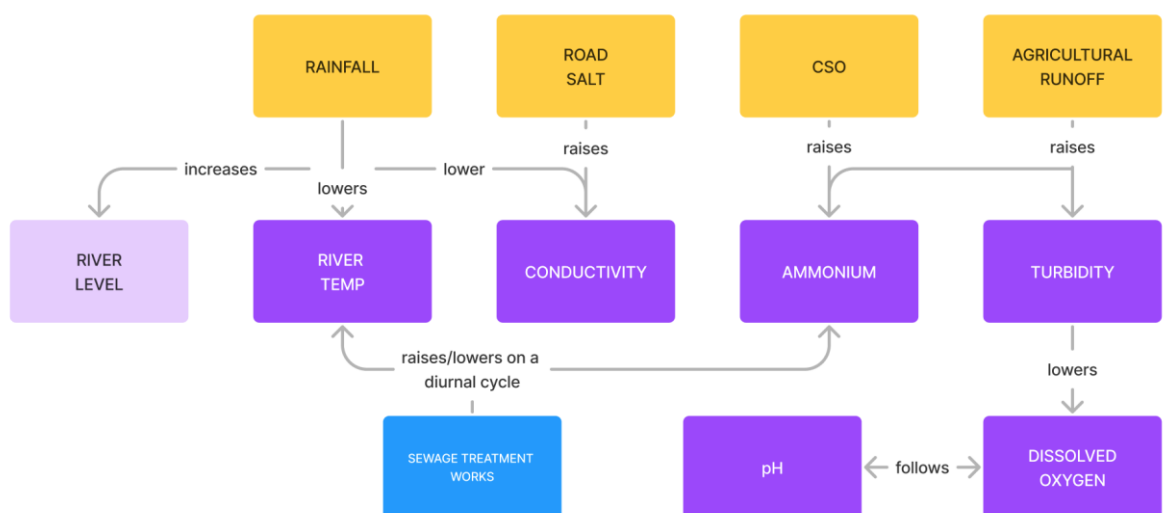 RAINFALL
ROAD
SALT
CSO
AGRICULTURAL
RUNOFF
raises
raises
raises
increases
lowers
lower
RIVER
LEVEL
RIVER
TEMP
CONDUCTIVITY
AMMONIUM
TURBIDITY
raises/lowers on a
diurnal cycle
lowers
SEWAGE TREATMENT
WORKS
pH
follows
DISSOLVED
OXYGEN